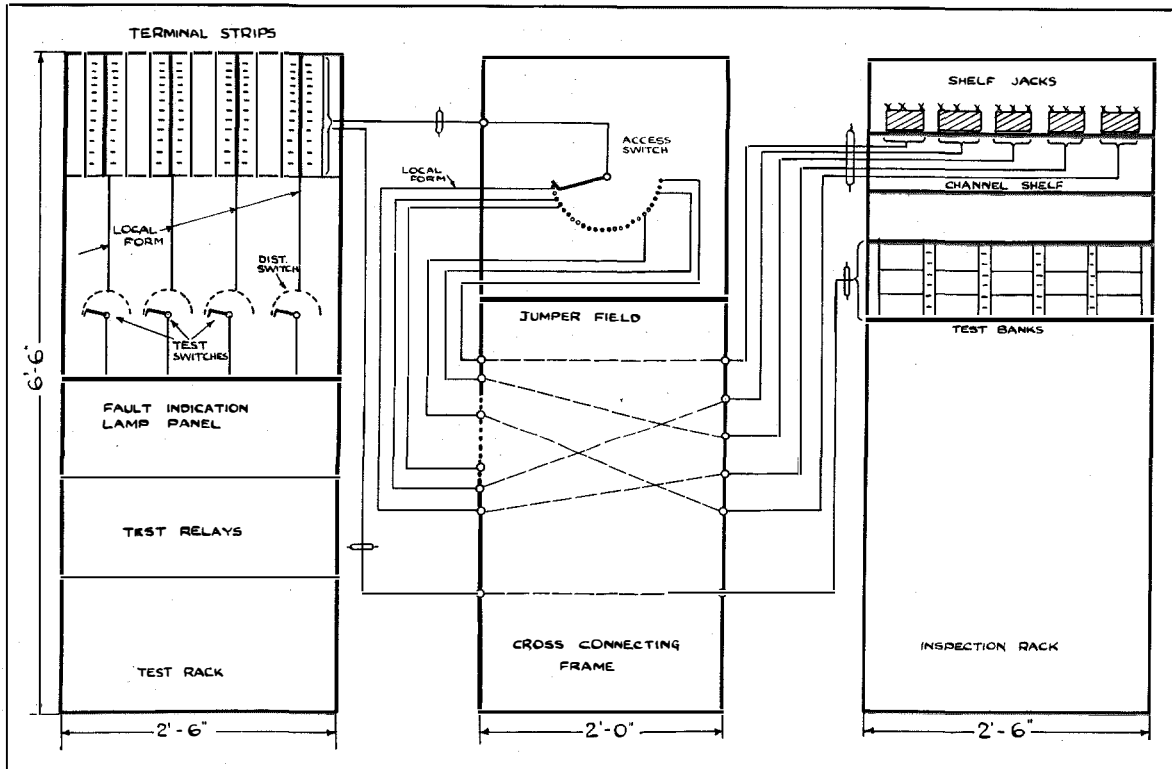 TERMINAL STRIPS
LOCAL
FORM
DIST.
SWITCH
TEST
SWITCHES
6'-6"
FAULT INDICATION
LAMP PANEL
TEST RELAYS
TEST RACK
2'-6"
ACCESS
SWITCH
LOCAL
FORM
JUMPER FIELD
CROSS CONNECTING
FRAME
2'-0"
SHELF JACKS
CHANNEL SHELF
TEST BANKS
INSPECTION RACK
2'-6"